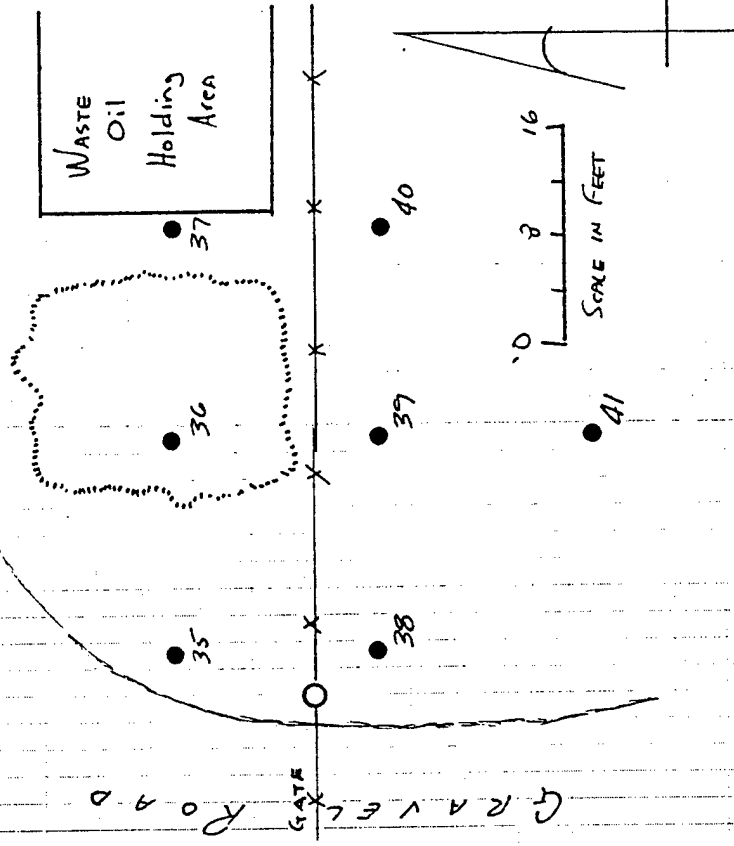 WASTE
Oil
Holding
Area
37
40
36
39
41
35
38
0 8 16
SCALE IN FEET
GATE
GRAVEL ROAD